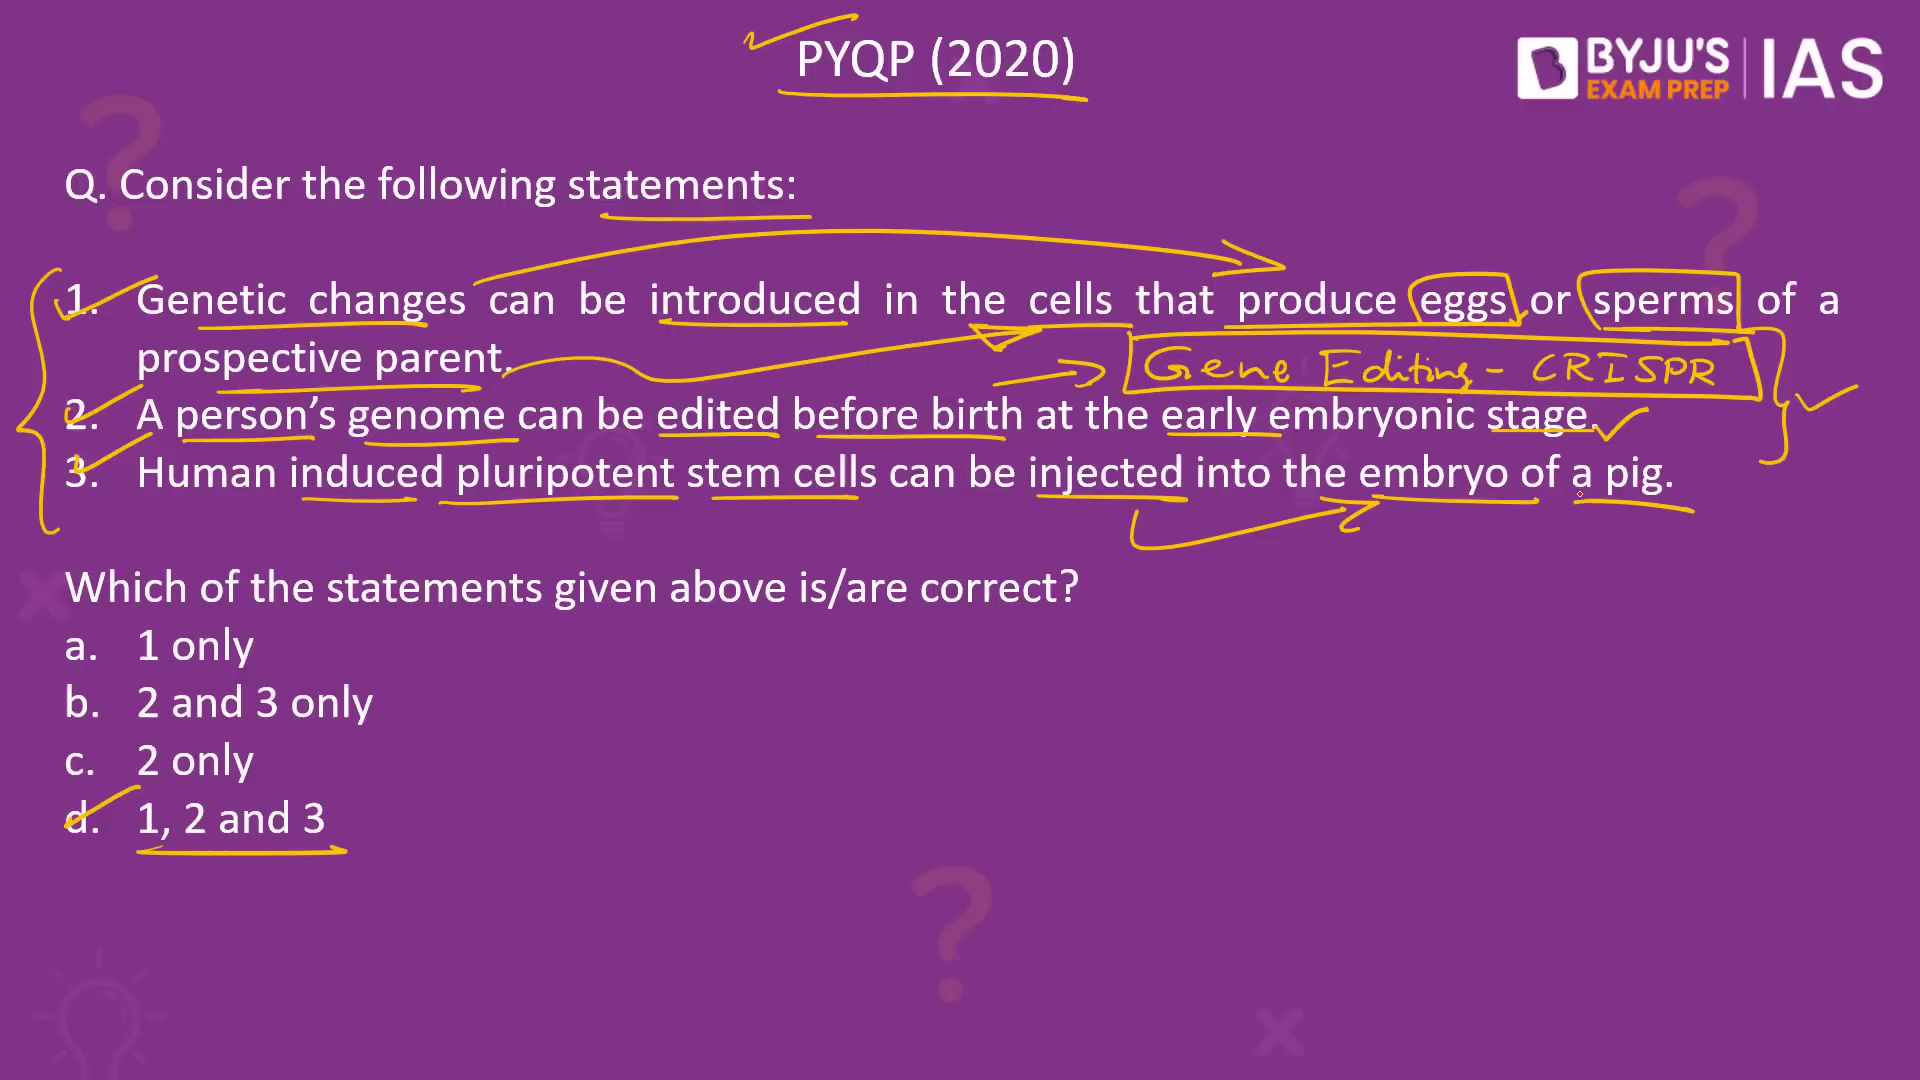 PYQP (2020)
BYJU'S
EXAM PREP
IAS
Q. Consider the following statements:
1. Genetic changes can be introduced in the cells that produce eggs or sperms of a
prospective parent.
Gene Editing - CRISPR
2. A person's genome can be edited before birth at the early embryonic stage.
3. Human induced pluripotent stem cells can be injected into the embryo of a pig.
Which of the statements given above is/are correct?
a. 1 only
b. 2 and 3 only
c. 2 only
d. 1, 2 and 3